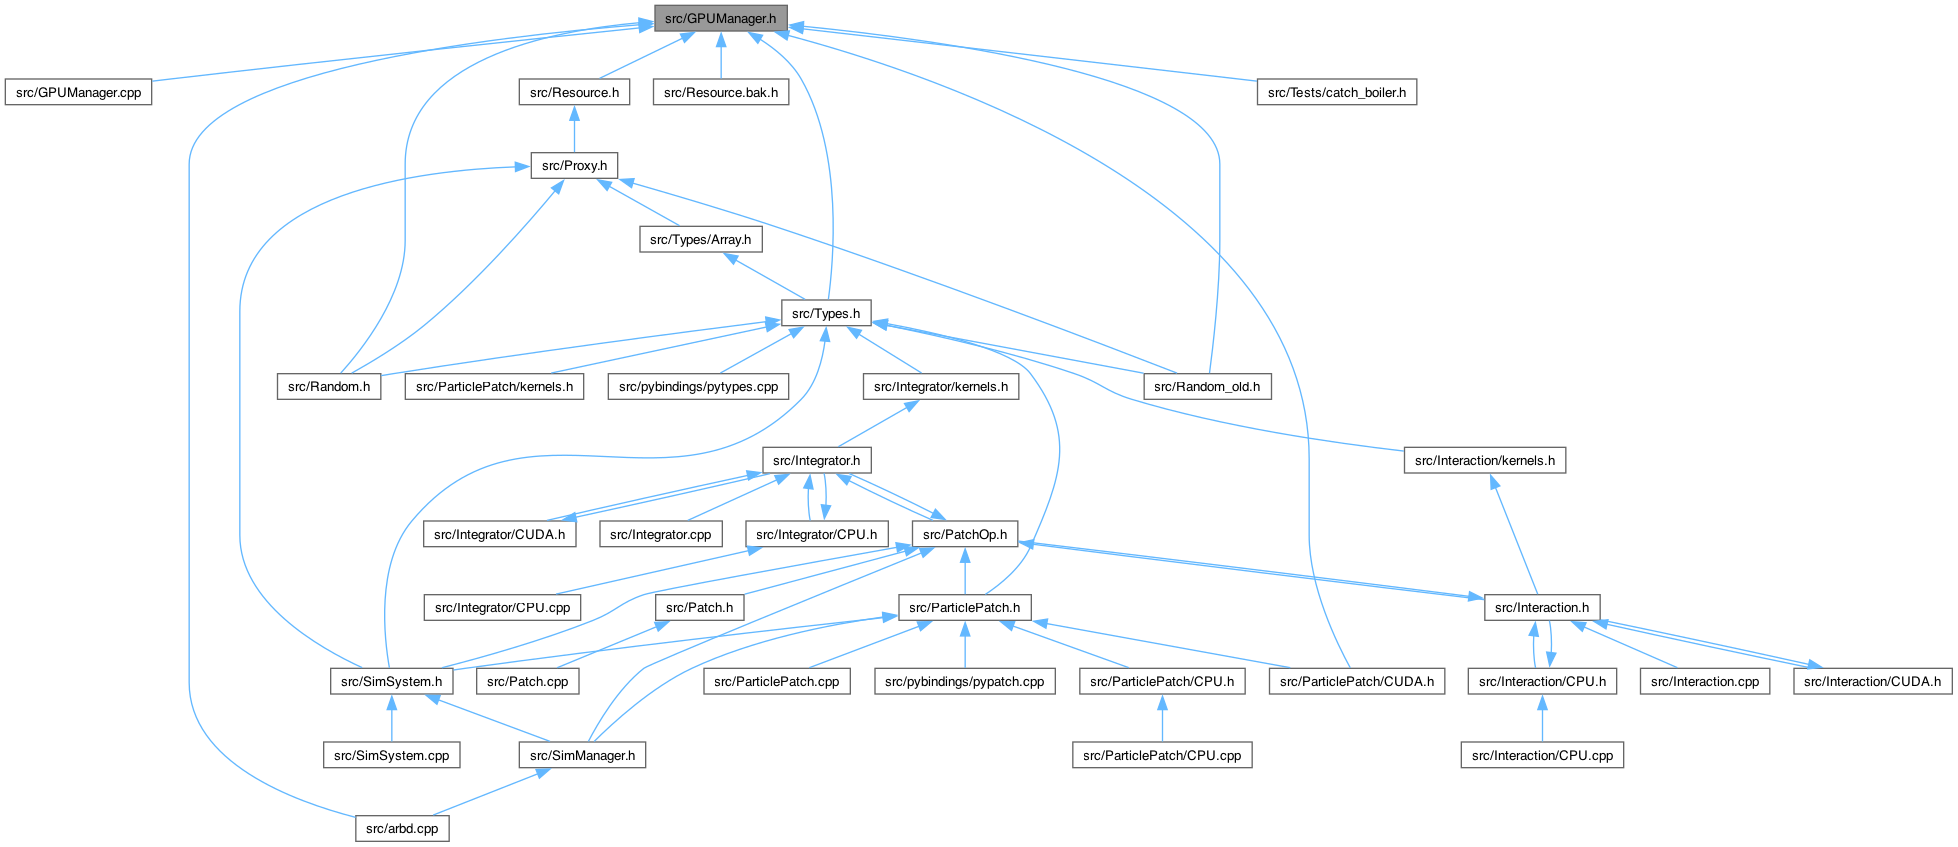 src/GPUManager.h
src/GPUManager.cpp
src/Resource.h
src/Resource.bak.h
src/Tests/catch_boiler.h
src/Proxy.h
src/Types/Array.h
src/Types.h
src/Random.h
src/ParticlePatch/kernels.h
src/pybindings/pytypes.cpp
src/Integrator/kernels.h
src/Random_old.h
src/Integrator.h
src/Interaction/kernels.h
src/Integrator/CUDA.h
src/Integrator.cpp
src/Integrator/CPU.h
src/PatchOp.h
src/Integrator/CPU.cpp
src/Patch.h
src/ParticlePatch.h
src/Interaction.h
src/SimSystem.h
src/Patch.cpp
src/ParticlePatch.cpp
src/pybindings/pypatch.cpp
src/ParticlePatch/CPU.h
src/ParticlePatch/CUDA.h
src/Interaction/CPU.h
src/Interaction.cpp
src/Interaction/CUDA.h
src/SimSystem.cpp
src/SimManager.h
src/ParticlePatch/CPU.cpp
src/Interaction/CPU.cpp
src/arbd.cpp